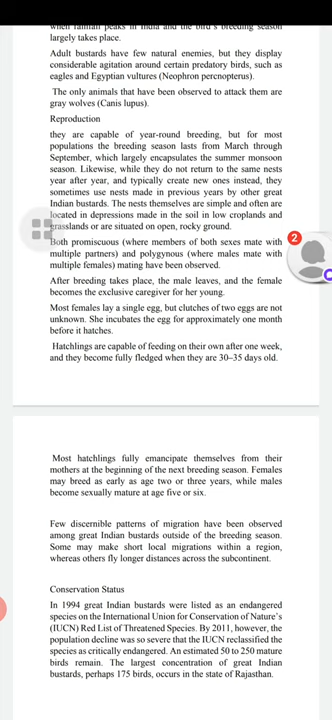 when rainfall peaks in India and the bird's breeding season
largely takes place.
Adult bustards have few natural enemies, but they display
considerable agitation around certain predatory birds, such as
eagles and Egyptian vultures (Neophron percnopterus).
The only animals that have been observed to attack them are
gray wolves (Canis lupus).
Reproduction
they are capable of year-round breeding, but for most
populations the breeding season lasts from March through
September, which largely encapsulates the summer monsoon
season. Likewise, while they do not return to the same nests
year after year, and typically create new ones instead, they
sometimes use nests made in previous years by other great
Indian bustards. The nests themselves are simple and often are
located in depressions made in the soil in low croplands and
grasslands or are situated on open, rocky ground.
Both promiscuous (where members of both sexes mate with
multiple partners) and polygynous (where males mate with
multiple females) mating have been observed.
After breeding takes place, the male leaves, and the female
becomes the exclusive caregiver for her young.
Most females lay a single egg, but clutches of two eggs are not
unknown. She incubates the egg for approximately one month
before it hatches.
Hatchlings are capable of feeding on their own after one week,
and they become fully fledged when they are 30–35 days old.
2
Most hatchlings fully emancipate themselves from their
mothers at the beginning of the next breeding season. Females
may breed as early as age two or three years, while males
become sexually mature at age five or six.
Few discernible patterns of migration have been observed
among great Indian bustards outside of the breeding season.
Some may make short local migrations within a region,
whereas others fly longer distances across the subcontinent.
Conservation Status
In 1994 great Indian bustards were listed as an endangered
species on the International Union for Conservation of Nature's
(IUCN) Red List of Threatened Species. By 2011, however, the
population decline was so severe that the IUCN reclassified the
species as critically endangered. An estimated 50 to 250 mature
birds remain. The largest concentration of great Indian
bustards, perhaps 175 birds, occurs in the state of Rajasthan.